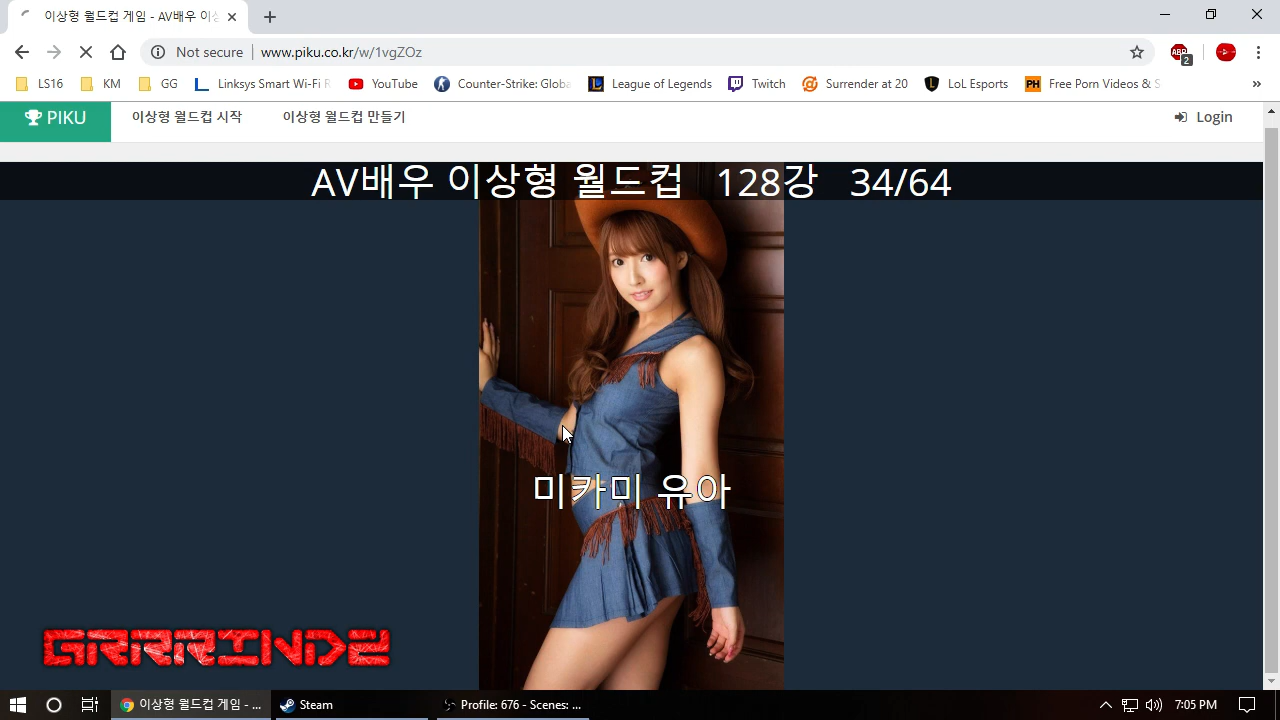 이상형 월드컵 게임 - AV배우 이상
Not secure www.piku.co.kr/w/1vgZOz
ABP 2
LS16 KM GG Linksys Smart Wi-Fi YouTube Counter-Strike: Globa League of Legends Twitch Surrender at 20 LoL Esports PH Free Porn Videos & S
PIKU 이상형 월드컵 시작 이상형 월드컵 만들기 Login
AV배우 이상형 월드컵 128강 34/64
미카미 유아
GRRRINDZ
이상형 월드컵 게임 - ... Steam Profile: 676 - Scenes: ... 7:05 PM